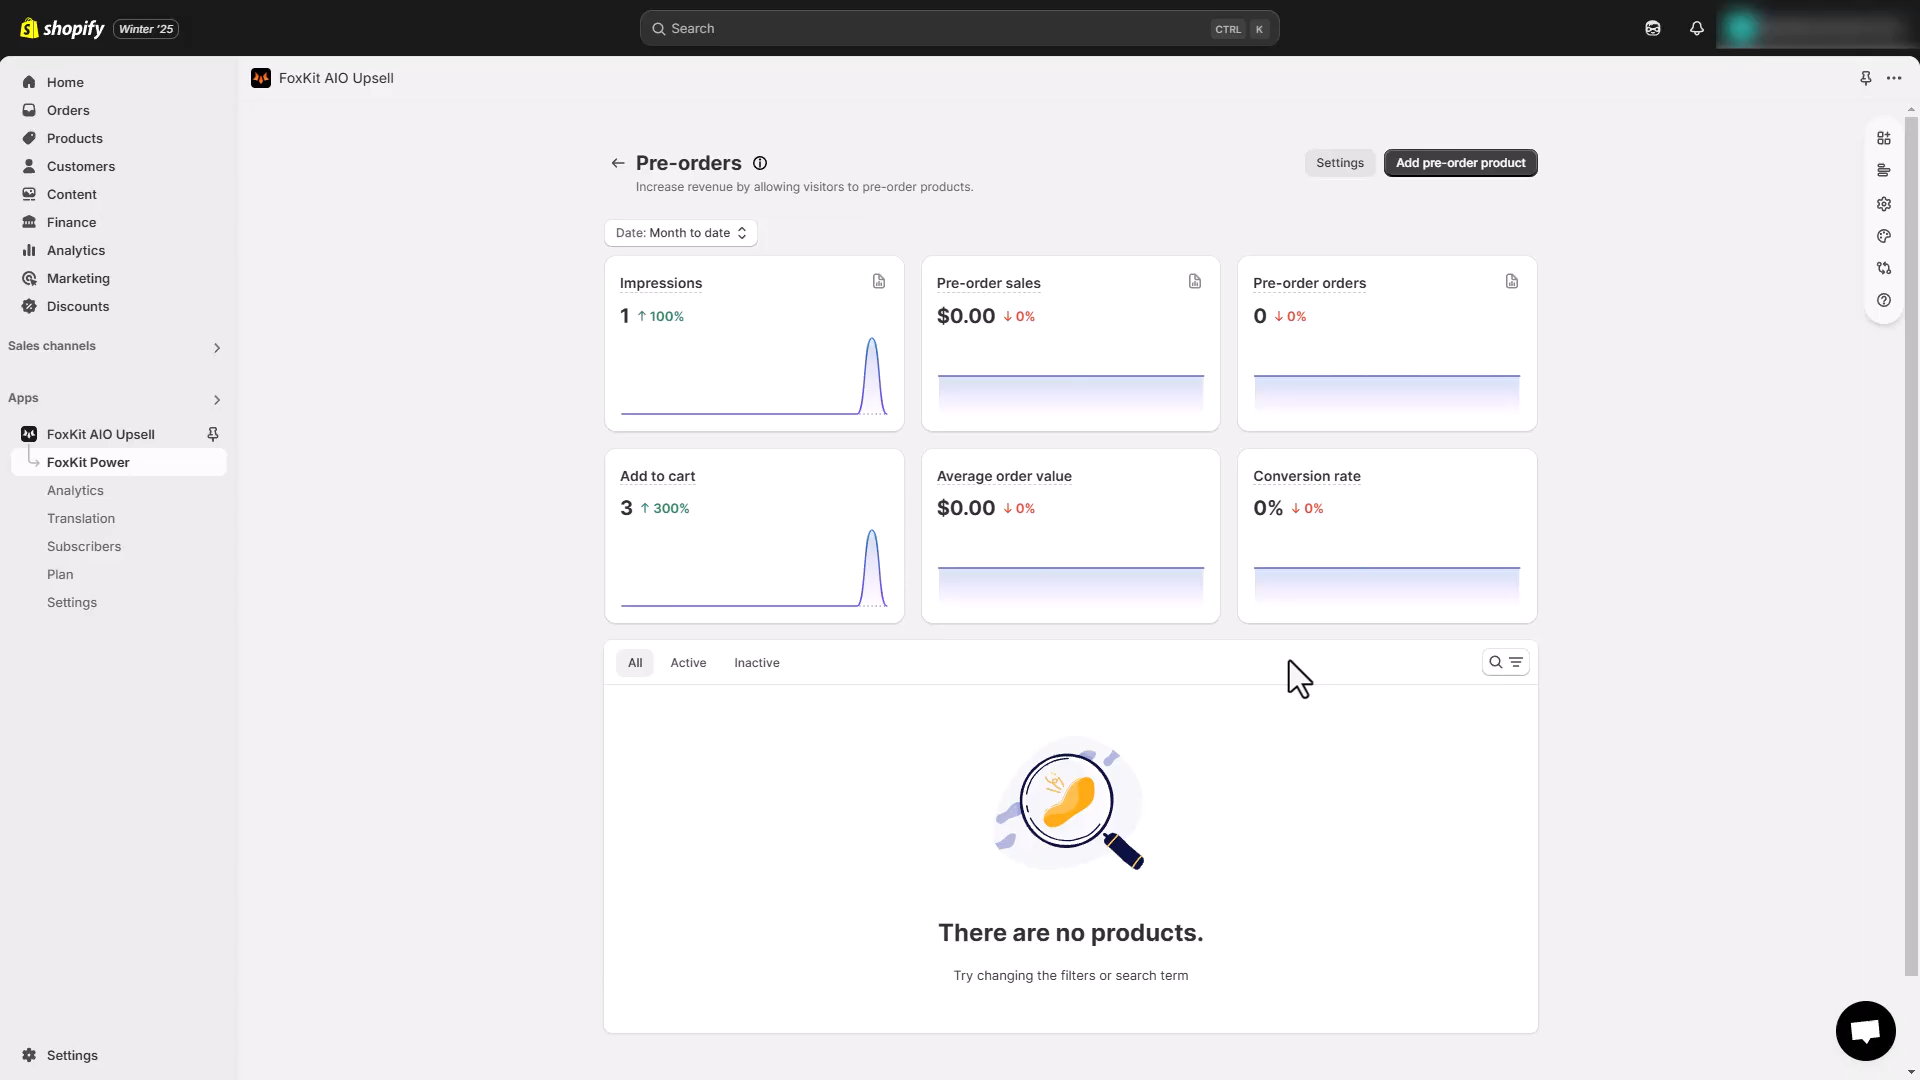 shopify
Winter '25
Search
CTRL K
Home
Orders
Products
Customers
Content
Finance
Analytics
Marketing
Discounts
Sales channels
Apps
FoxKit AIO Upsell
FoxKit Power
Analytics
Translation
Subscribers
Plan
Settings
Settings
FoxKit AIO Upsell
Pre-orders
Increase revenue by allowing visitors to pre-order products.
Settings
Add pre-order product
Date: Month to date
Impressions
1 ↑ 100%
Pre-order sales
$0.00 ↓ 0%
Pre-order orders
0 ↓ 0%
Add to cart
3 ↑ 300%
Average order value
$0.00 ↓ 0%
Conversion rate
0% ↓ 0%
All
Active
Inactive
There are no products.
Try changing the filters or search term